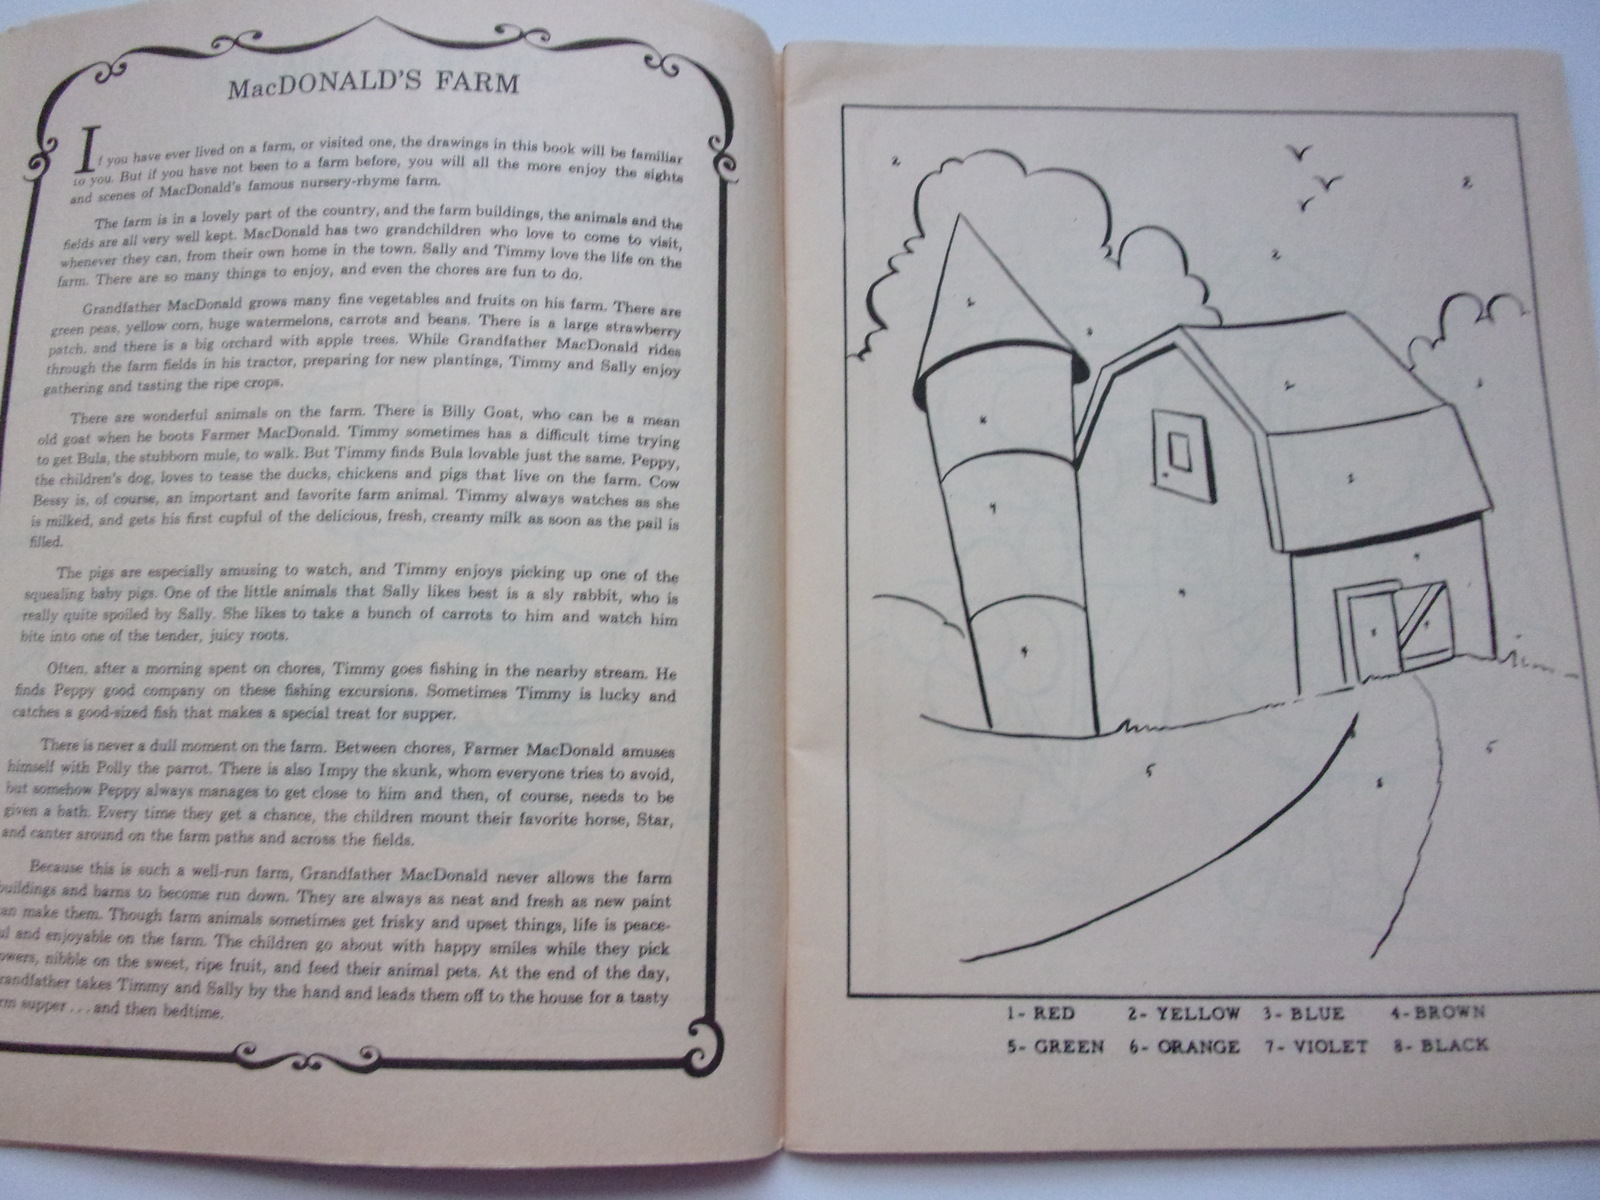 MacDONALD'S FARM
If you have ever lived on a farm, or visited one, the drawings in this book will be familiar
to you. But if you have not been to a farm before, you will all the more enjoy the sights
and scenes of MacDonald's famous nursery-rhyme farm.
The farm is in a lovely part of the country, and the farm buildings, the animals and the
fields are all very well kept. MacDonald has two grandchildren who love to come to visit,
whenever they can, from their own home in the town. Sally and Timmy love the life on the
farm. There are so many things to enjoy, and even the chores are fun to do.
Grandfather MacDonald grows many fine vegetables and fruits on his farm. There are
green peas, yellow corn, huge watermelons, carrots and beans. There is a large strawberry
patch, and there is a big orchard with apple trees. While Grandfather MacDonald rides
through the farm fields in his tractor, preparing for new plantings, Timmy and Sally enjoy
gathering and tasting the ripe crops.
There are wonderful animals on the farm. There is Billy Goat, who can be a mean
old goat when he boots Farmer MacDonald. Timmy sometimes has a difficult time trying
to get Bula, the stubborn mule, to walk. But Timmy finds Bula lovable just the same. Peppy,
the children's dog, loves to tease the ducks, chickens and pigs that live on the farm. Cow
Bessy is, of course, an important and favorite farm animal. Timmy always watches as she
is milked, and gets his first cupful of the delicious, fresh, creamy milk as soon as the pail is
filled.
The pigs are especially amusing to watch, and Timmy enjoys picking up one of the
squealing baby pigs. One of the little animals that Sally likes best is a sly rabbit, who is
really quite spoiled by Sally. She likes to take a bunch of carrots to him and watch him
bite into one of the tender, juicy roots.
Often, after a morning spent on chores, Timmy goes fishing in the nearby stream. He
finds Peppy good company on these fishing excursions. Sometimes Timmy is lucky and
catches a good-sized fish that makes a special treat for supper.
There is never a dull moment on the farm. Between chores, Farmer MacDonald amuses
himself with Polly the parrot. There is also Impy the skunk, whom everyone tries to avoid,
but somehow Peppy always manages to get close to him and then, of course, needs to be
given a bath. Every time they get a chance, the children mount their favorite horse, Star,
and canter around on the farm paths and across the fields.
Because this is such a well-run farm, Grandfather MacDonald never allows the farm
buildings and barns to become run down. They are always as neat and fresh as new paint
an make them. Though farm animals sometimes get frisky and upset things, life is peace-
ul and enjoyable on the farm. The children go about with happy smiles while they pick
owers, nibble on the sweet, ripe fruit, and feed their animal pets. At the end of the day,
randfather takes Timmy and Sally by the hand and leads them off to the house for a tasty
rm supper...and then bedtime.
2
2
2
4
4
5
5
1- RED 2- YELLOW 3- BLUE 4- BROWN
5- GREEN 6- ORANGE 7- VIOLET 8- BLACK